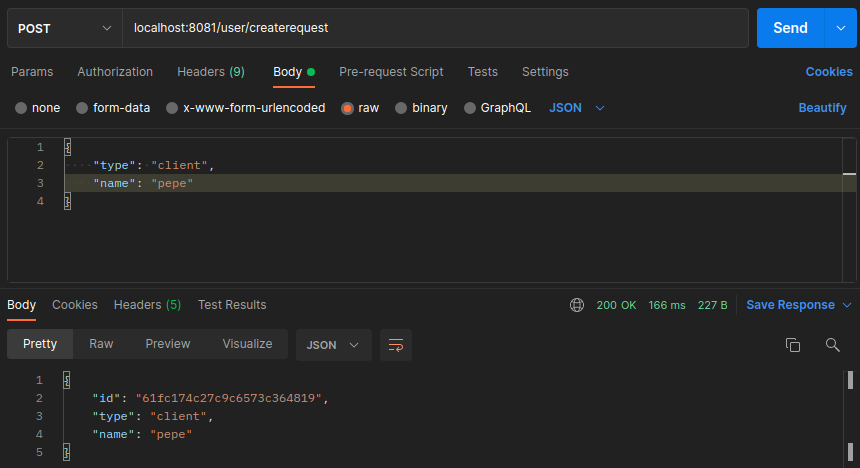 POST localhost:8081/user/createrequest Send
Params Authorization Headers (9) Body Pre-request Script Tests Settings Cookies
none form-data x-www-form-urlencoded raw binary GraphQL JSON Beautify
1 {
2 "type": "client",
3 "name": "pepe"
4 }
Body Cookies Headers (5) Test Results 200 OK 166 ms 227 B Save Response
Pretty Raw Preview Visualize JSON
1 {
2 "id": "61fc174c27c9c6573c364819",
3 "type": "client",
4 "name": "pepe"
5 }